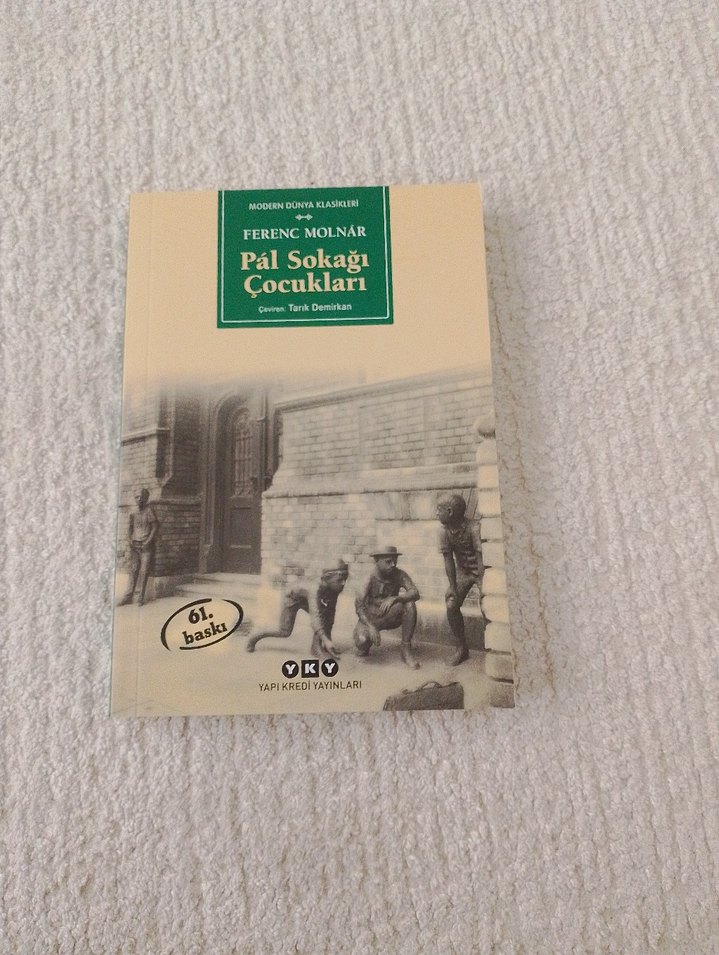 MODERN DÜNYA KLASİKLERİ
FERENC MOLNÁR
Pál Sokağı
Çocukları
Çeviren: Tarık Demirkan
61.
baskı
YKY
YAPI KREDİ YAYINLARI